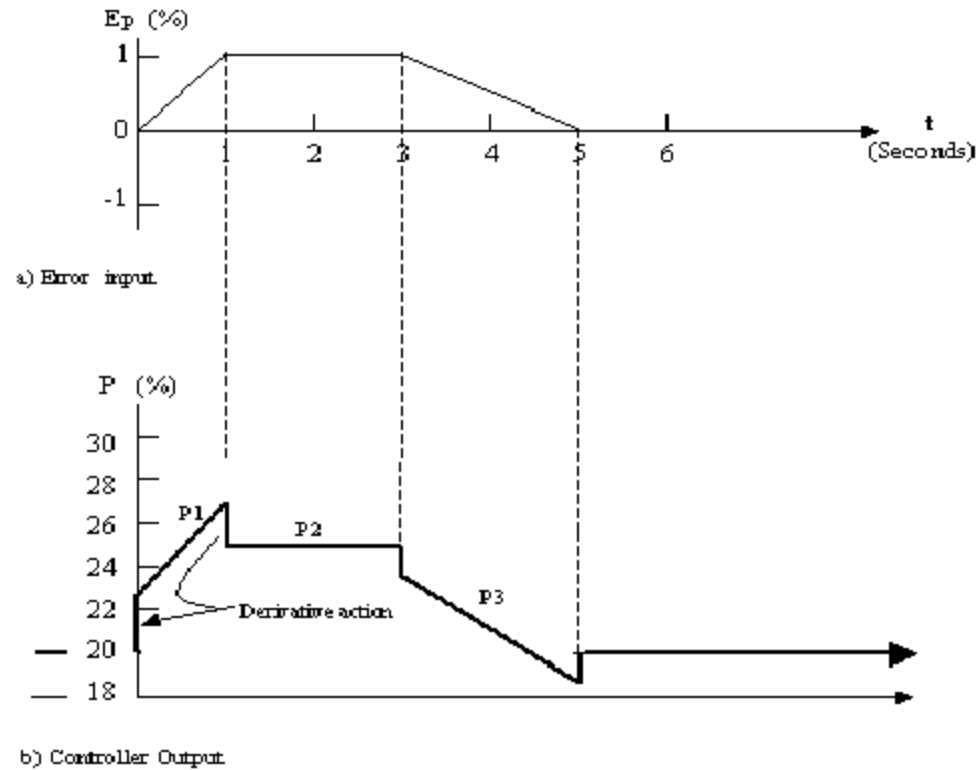 Ep (%)
1
0
-1
1 2 3 4 5 6
t
(Seconds)
a) Error input
P (%)
30
28
26
24
22
20
18
P1
P2
P3
Derivative action
b) Controller Output